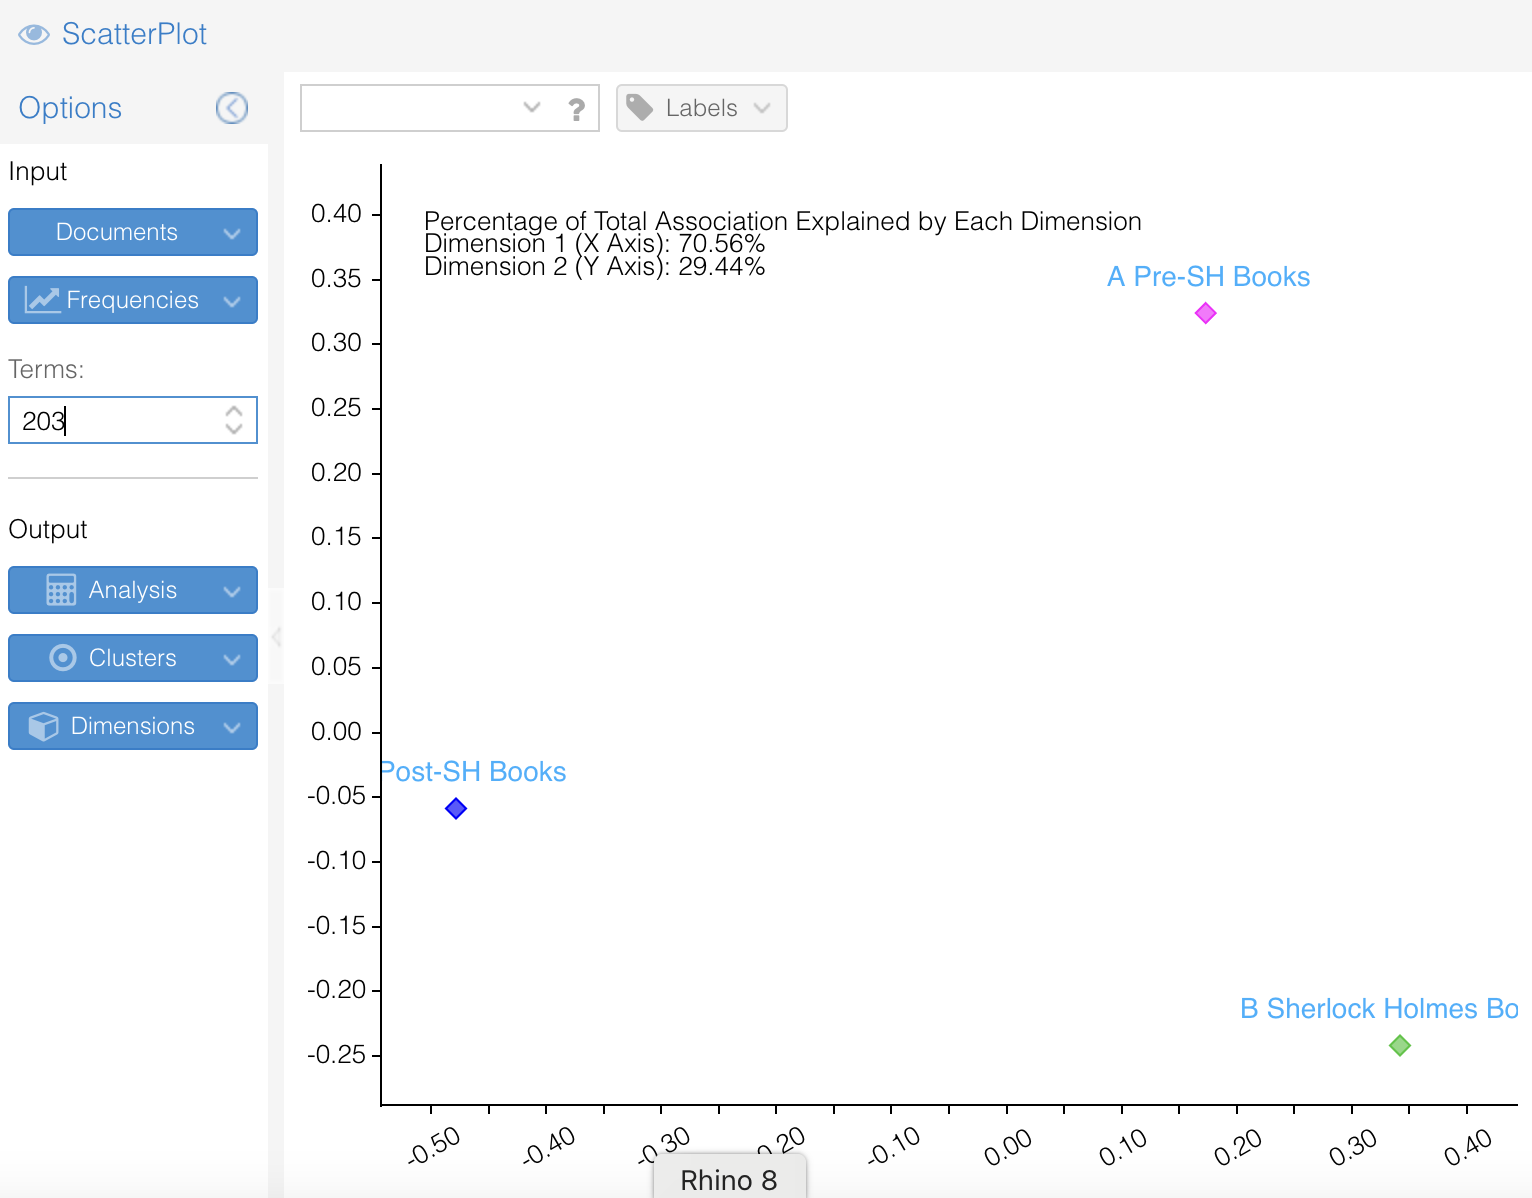 ScatterPlot
Options
? Labels
Input
Documents
Frequencies
Terms:
203
Output
Analysis
Clusters
Dimensions
Percentage of Total Association Explained by Each Dimension
Dimension 1 (X Axis): 70.56%
Dimension 2 (Y Axis): 29.44%
0.40
0.35
0.30
0.25
0.20
0.15
0.10
0.05
0.00
-0.05
-0.10
-0.15
-0.20
-0.25
A Pre-SH Books
Post-SH Books
B Sherlock Holmes Bo
-0.50 -0.40 -0.30 0.20 -0.10 0.00 0.10 0.20 0.30 0.40
Rhino 8